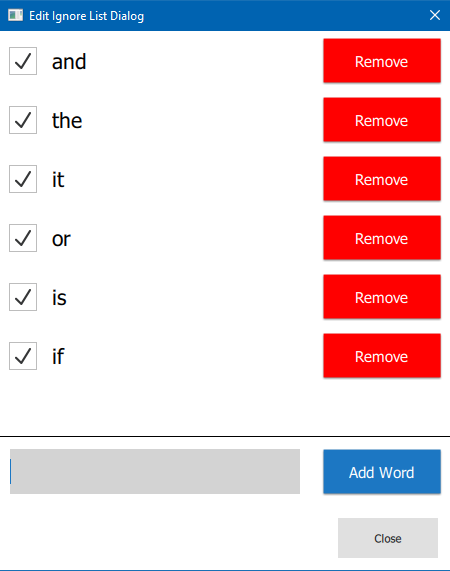 Edit Ignore List Dialog
and Remove
the Remove
it Remove
or Remove
is Remove
if Remove
Add Word
Close